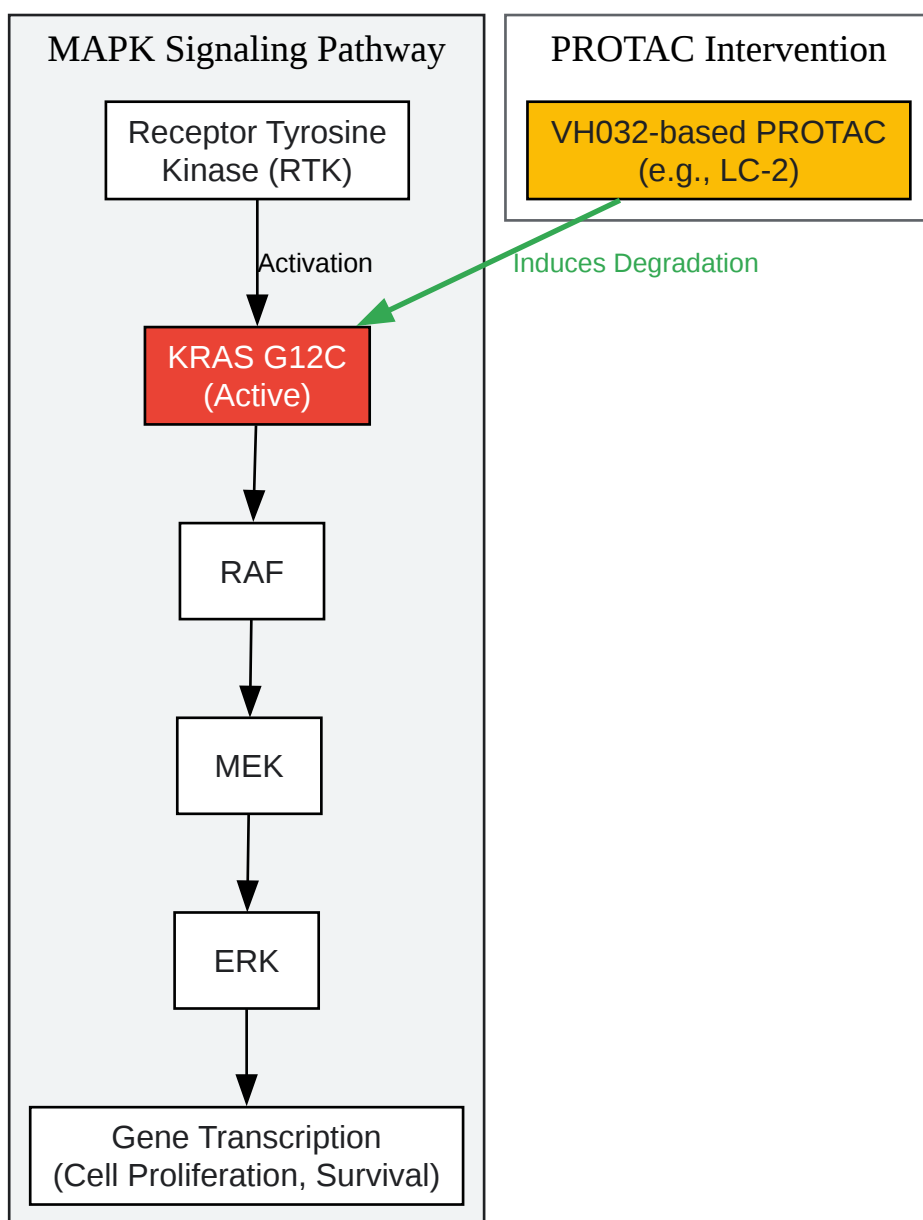 MAPK Signaling Pathway
Receptor Tyrosine
Kinase (RTK)
Activation
KRAS G12C
(Active)
RAF
MEK
ERK
Gene Transcription
(Cell Proliferation, Survival)
PROTAC Intervention
VH032-based PROTAC
(e.g., LC-2)
Induces Degradation